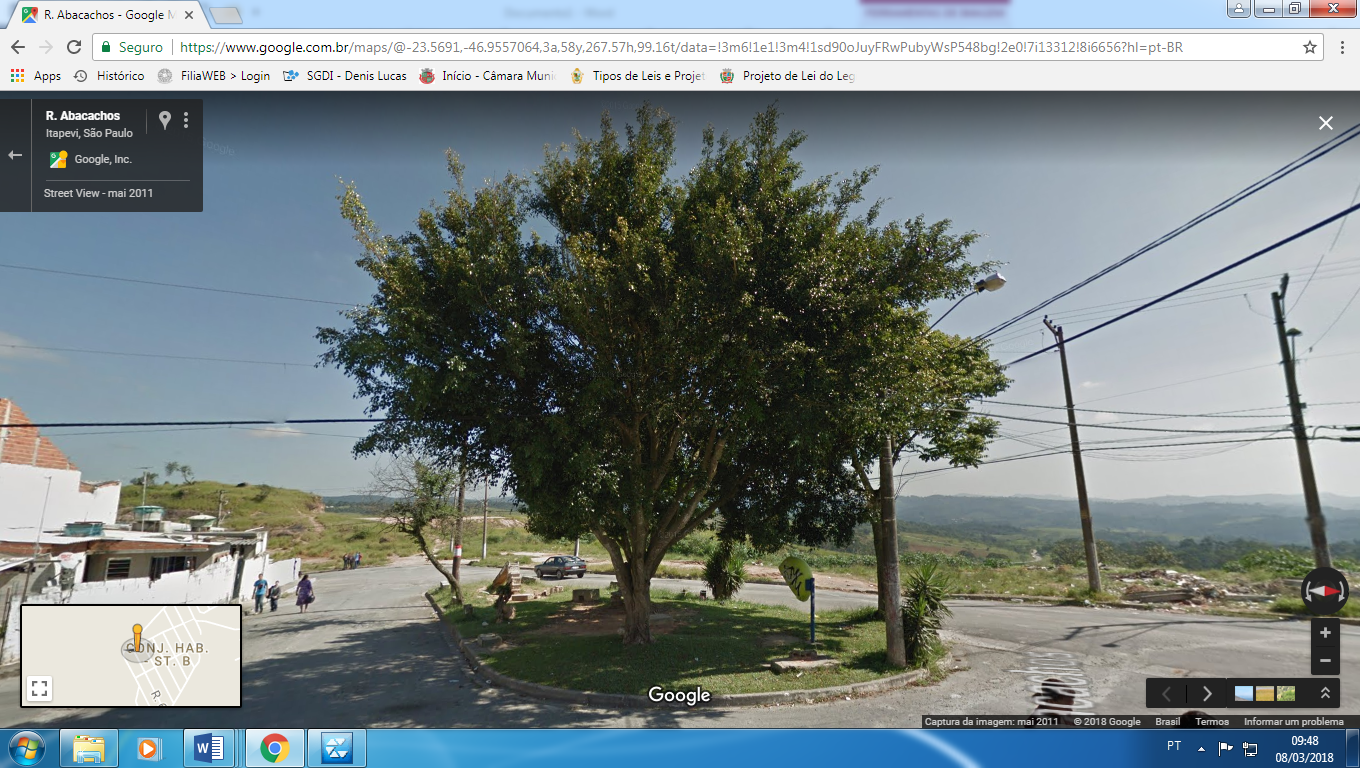 R. Abacachos - Google M
Seguro
https://www.google.com.br/maps/@-23.5691,-46.9557064,3a,58y,267.57h,99.16t/data=!3m6!1e1!3m4!1sd90oJuyFRwPubyWsP548bg!2e0!7i13312!8i6656?hl=pt-BR
Apps Histórico FiliaWEB > Login SGDI - Denis Lucas Início - Câmara Muni Tipos de Leis e Projet Projeto de Lei do Leg
R. Abacachos
Itapevi, São Paulo
Google, Inc.
Street View - mai 2011
CONJ. HAB.
ST. B
Google
Captura da imagem: mai 2011 © 2018 Google Brasil Termos Informar um problema
PT
09:48
08/03/2018